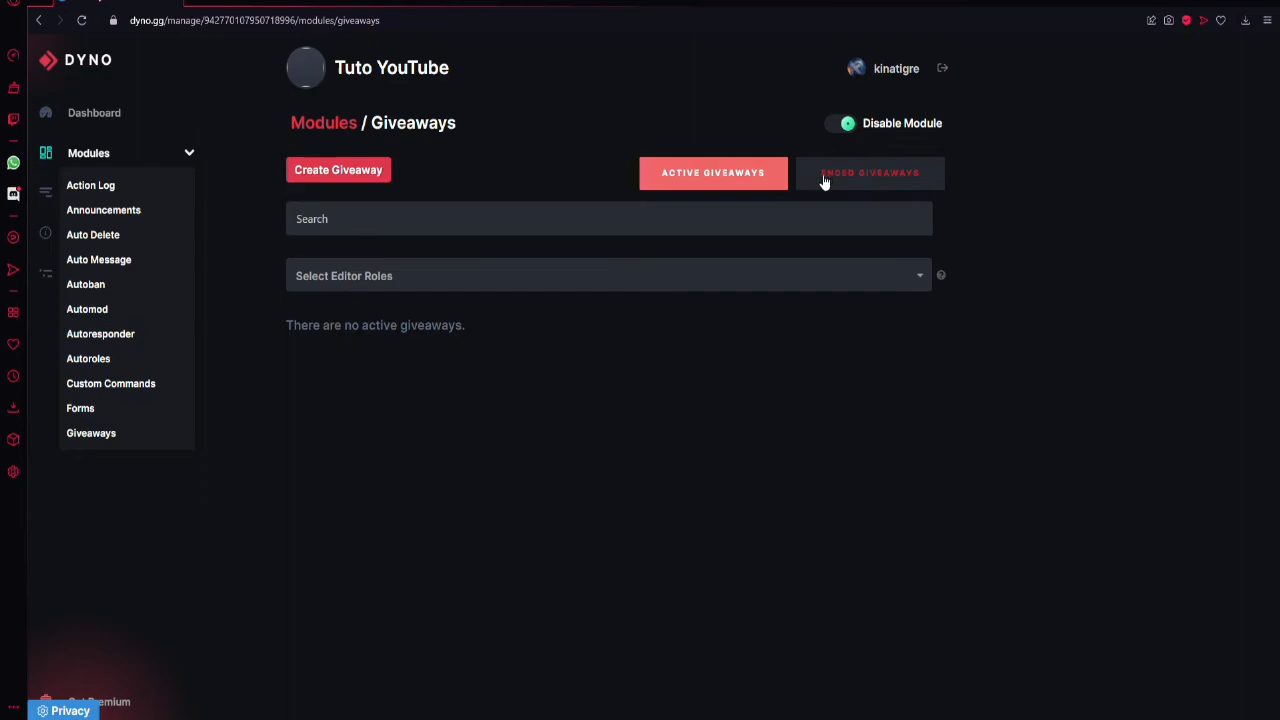 dyno.gg/manage/942770107950718996/modules/giveaways
DYNO
Tuto YouTube
kinatigre
Dashboard
Modules / Giveaways
Disable Module
Modules
Create Giveaway
ACTIVE GIVEAWAYS
GIVEAWAYS
Action Log
Announcements
Search
Auto Delete
Auto Message
Select Editor Roles
Autoban
Automod
There are no active giveaways.
Autoresponder
Autoroles
Custom Commands
Forms
Giveaways
Premium
Privacy